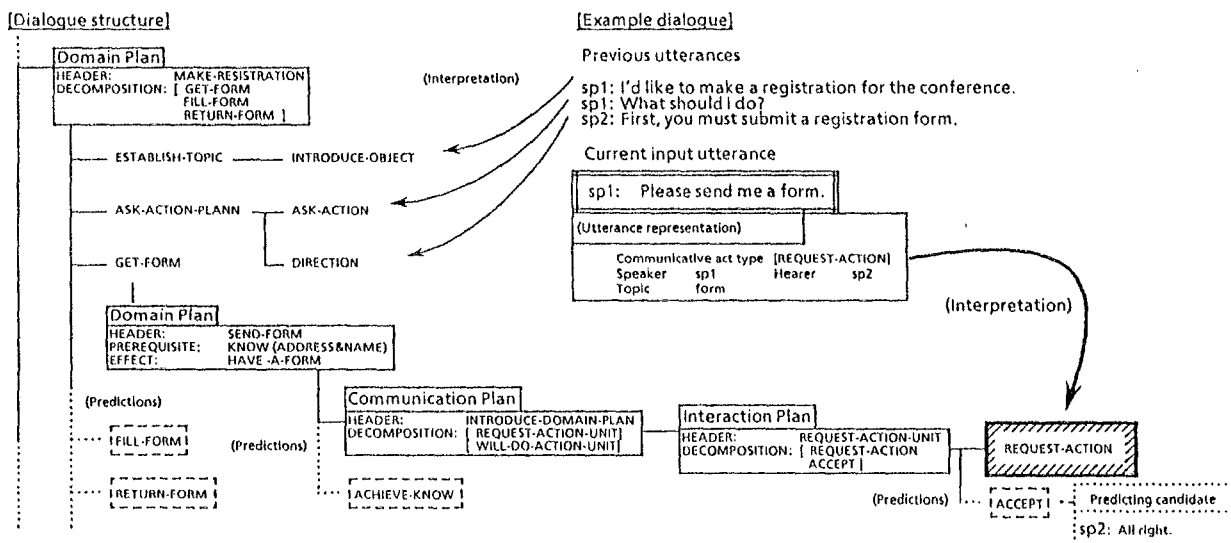 [Dialogue structure]
[Example dialogue]
Domain Plan
HEADER: MAKE-RESISTRATION
DECOMPOSITION: [ GET-FORM
FILL-FORM
RETURN-FORM ]
(Interpretation)
Previous utterances
sp1: I'd like to make a registration for the conference.
sp1: What should I do?
sp2: First, you must submit a registration form.
ESTABLISH-TOPIC
INTRODUCE-OBJECT
ASK-ACTION-PLANN
ASK-ACTION
GET-FORM
DIRECTION
Current input utterance
sp1: Please send me a form.
(Utterance representation)
Communicative act type [REQUEST-ACTION]
Speaker sp1 Hearer sp2
Topic form
(Interpretation)
Domain Plan
HEADER: SEND-FORM
PREREQUISITE: KNOW (ADDRESS&NAME)
EFFECT: HAVE -A-FORM
(Predictions)
FILL-FORM
RETURN-FORM
(Predictions)
Communication Plan
HEADER: INTRODUCE-DOMAIN-PLAN
DECOMPOSITION: [ REQUEST-ACTION-UNIT]
[ WILL-DO-ACTION-UNIT]
ACHIEVE-KNOW
Interaction Plan
HEADER: REQUEST-ACTION-UNIT
DECOMPOSITION: [ REQUEST-ACTION
ACCEPT ]
REQUEST-ACTION
(Predictions)
ACCEPT
Predicting candidate
sp2: All right.